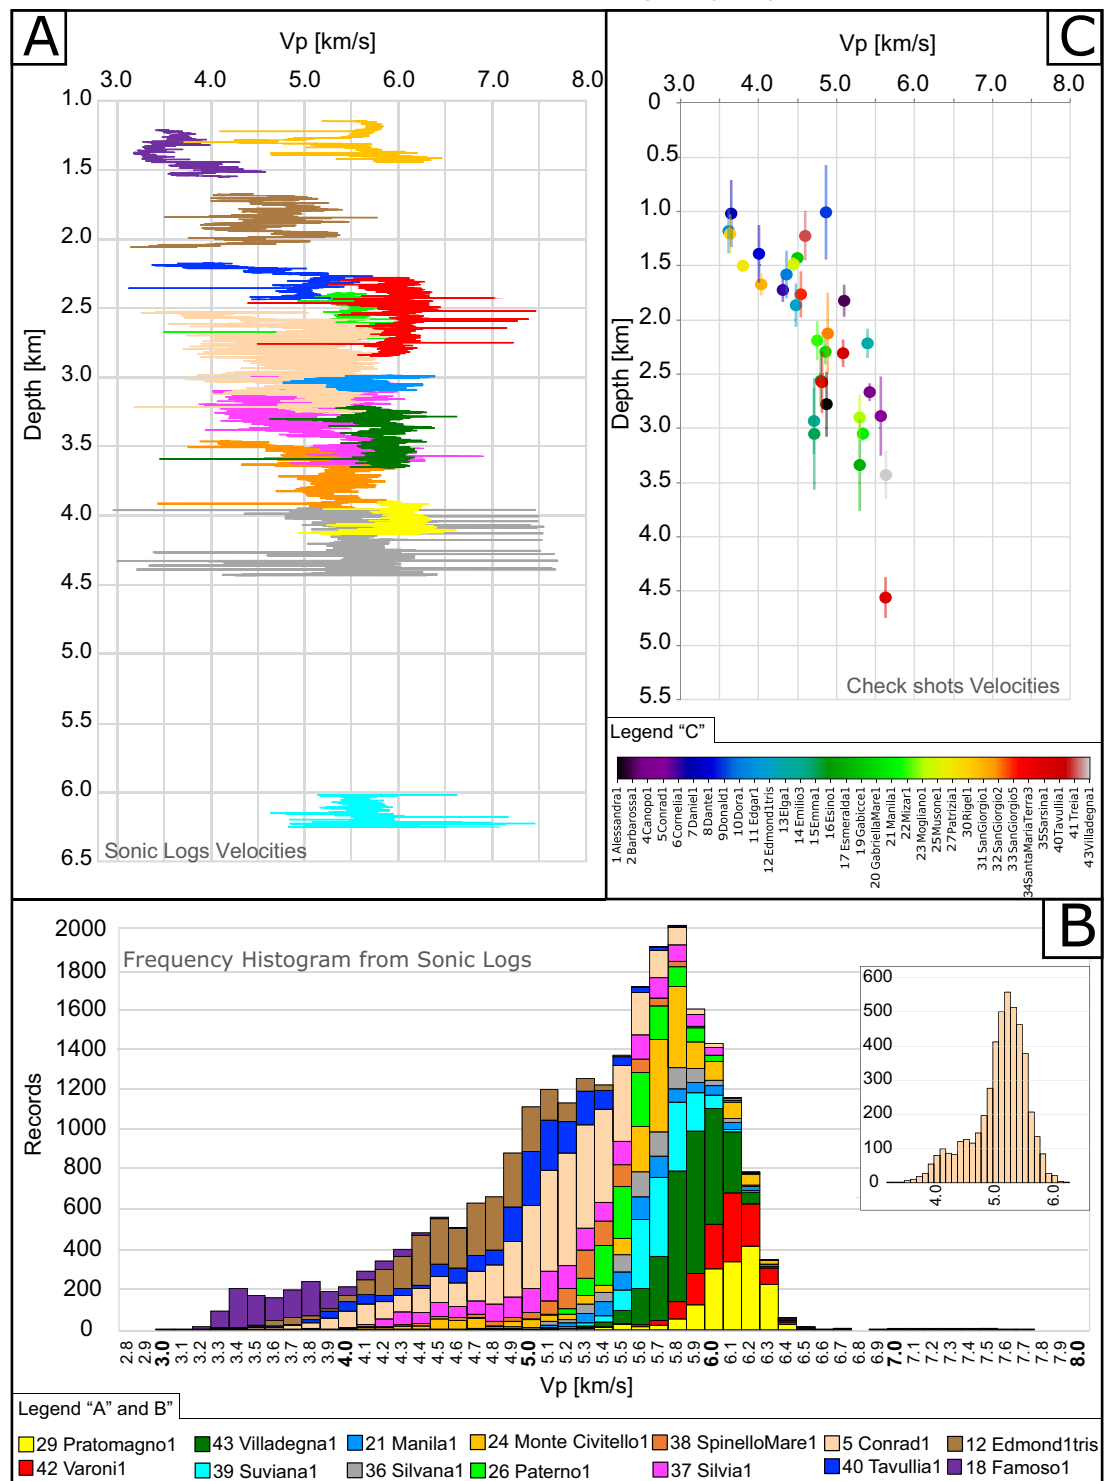 A
Vp [km/s]
3.0 4.0 5.0 6.0 7.0 8.0
1.0
1.5
2.0
2.5
3.0
3.5
4.0
4.5
5.0
5.5
6.0
6.5
Depth [km]
Sonic Logs Velocities
C
Vp [km/s]
3.0 4.0 5.0 6.0 7.0 8.0
0
0.5
1.0
1.5
2.0
2.5
3.0
3.5
4.0
4.5
5.0
5.5
Depth [km]
Check shots Velocities
Legend “C”
1 Alessandra1
2 Barbarossa1
4 Canopo1
5 Conrad1
6 Cornelia1
7 Daniel1
8 Dante1
9Donald1
10 Dora1
11 Edgar1
12 Edmond1tris
13 Elga1
14 Emilio3
15 Emma1
16 Esino1
17 Esmeralda1
19 Gabicce1
20 GabriellaMare1
21 Manila1
22 Mizar1
23 Mogliano1
25 Musone1
27 Patrizia1
30 Rigel1
31 SanGiorgio1
32SanGiorgio2
33 SanGiorgio5
34SantaMariaTerra3
35Sarsina1
40Tavullia1
41 Treia1
43Villadegna1
B
Frequency Histogram from Sonic Logs
2000
1800
1600
1400
1200
1000
800
600
400
200
0
Records
600
500
400
300
200
100
0
4.0 5.0 6.0
2.8 2.9 3.0 3.1 3.2 3.3 3.4 3.5 3.6 3.7 3.8 3.9 4.0 4.1 4.2 4.3 4.4 4.5 4.6 4.7 4.8 4.9 5.0 5.1 5.2 5.3 5.4 5.5 5.6 5.7 5.8 5.9 6.0 6.1 6.2 6.3 6.4 6.5 6.6 6.7 6.8 6.9 7.0 7.1 7.2 7.3 7.4 7.5 7.6 7.7 7.8 7.9 8.0
Vp [km/s]
Legend “A” and B”
29 Pratomagno1 43 Villadegna1 21 Manila1 24 Monte Civitello1 38 SpinelloMare1 5 Conrad1 12 Edmond1tris
42 Varoni1 39 Suviana1 36 Silvana1 26 Paterno1 37 Silvia1 40 Tavullia1 18 Famoso1